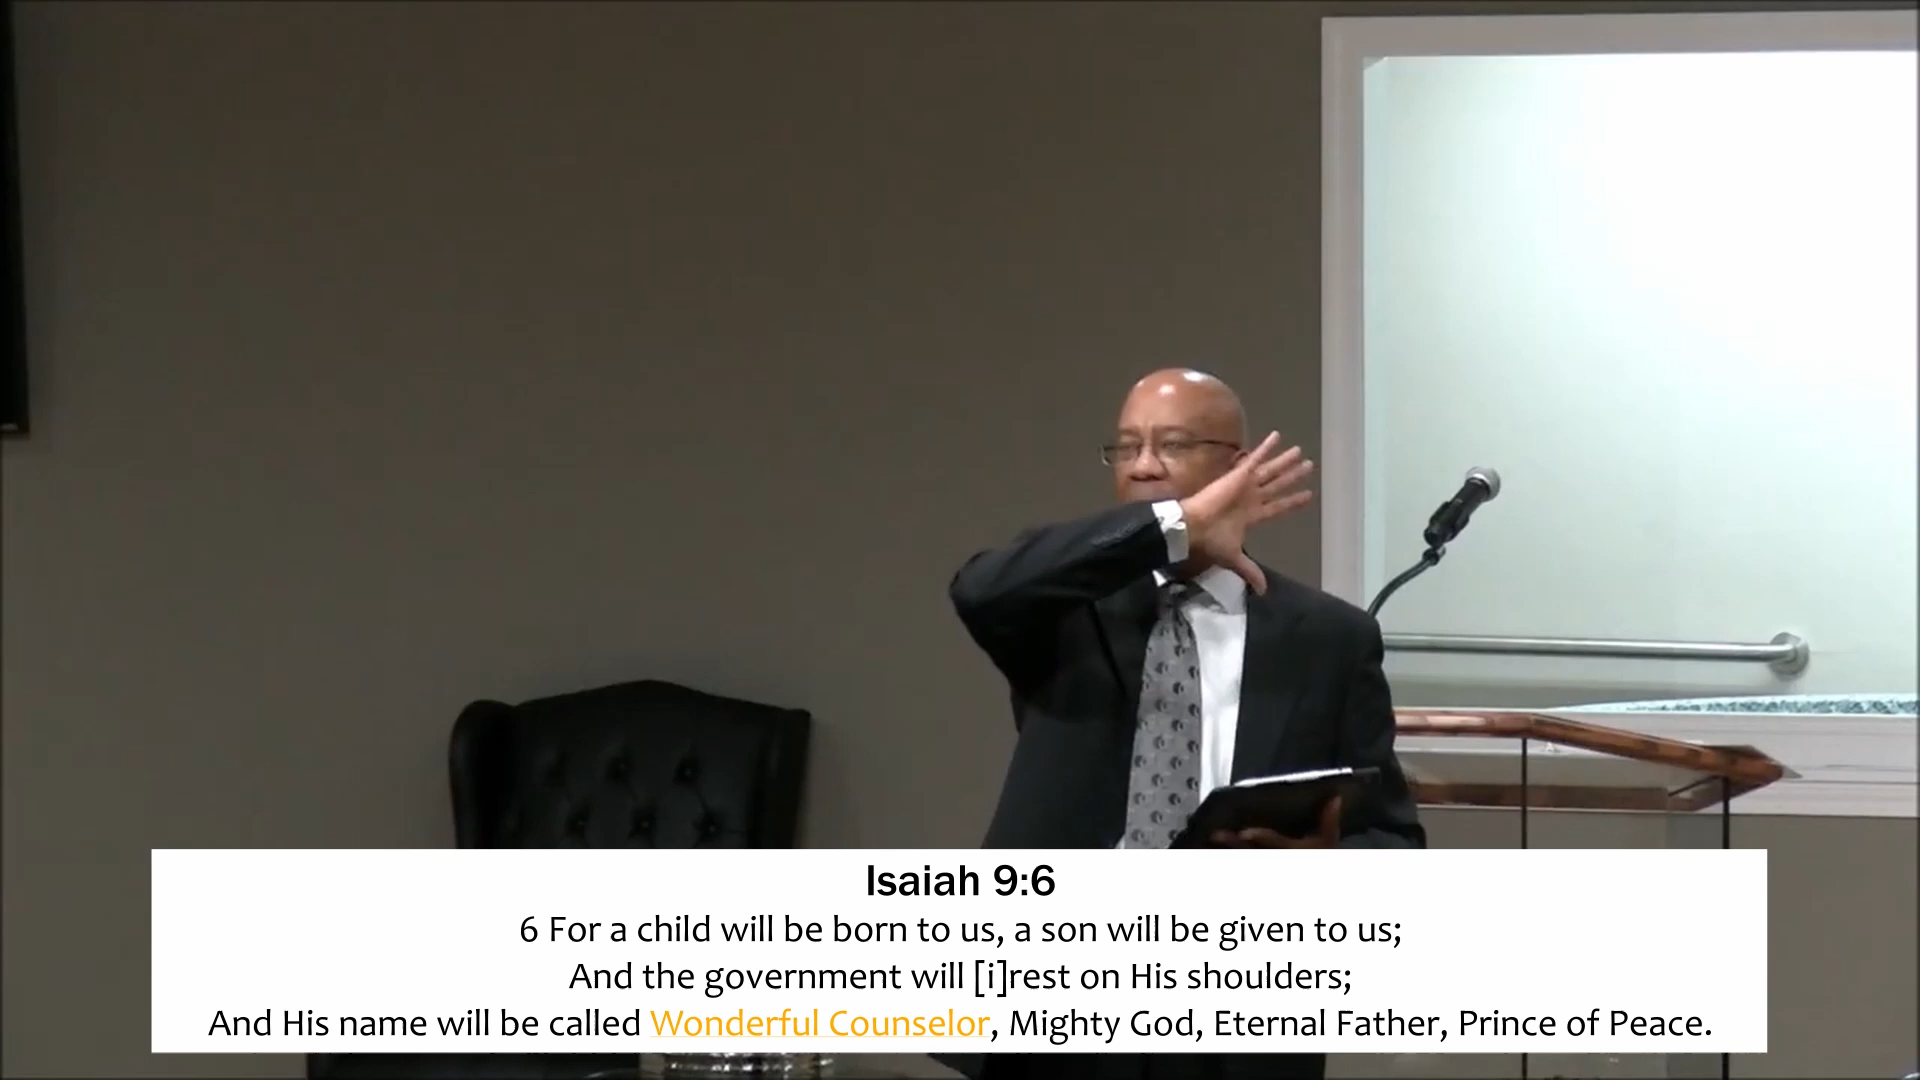 Isaiah 9:6
6 For a child will be born to us, a son will be given to us;
And the government will [i]rest on His shoulders;
And His name will be called Wonderful Counselor, Mighty God, Eternal Father, Prince of Peace.